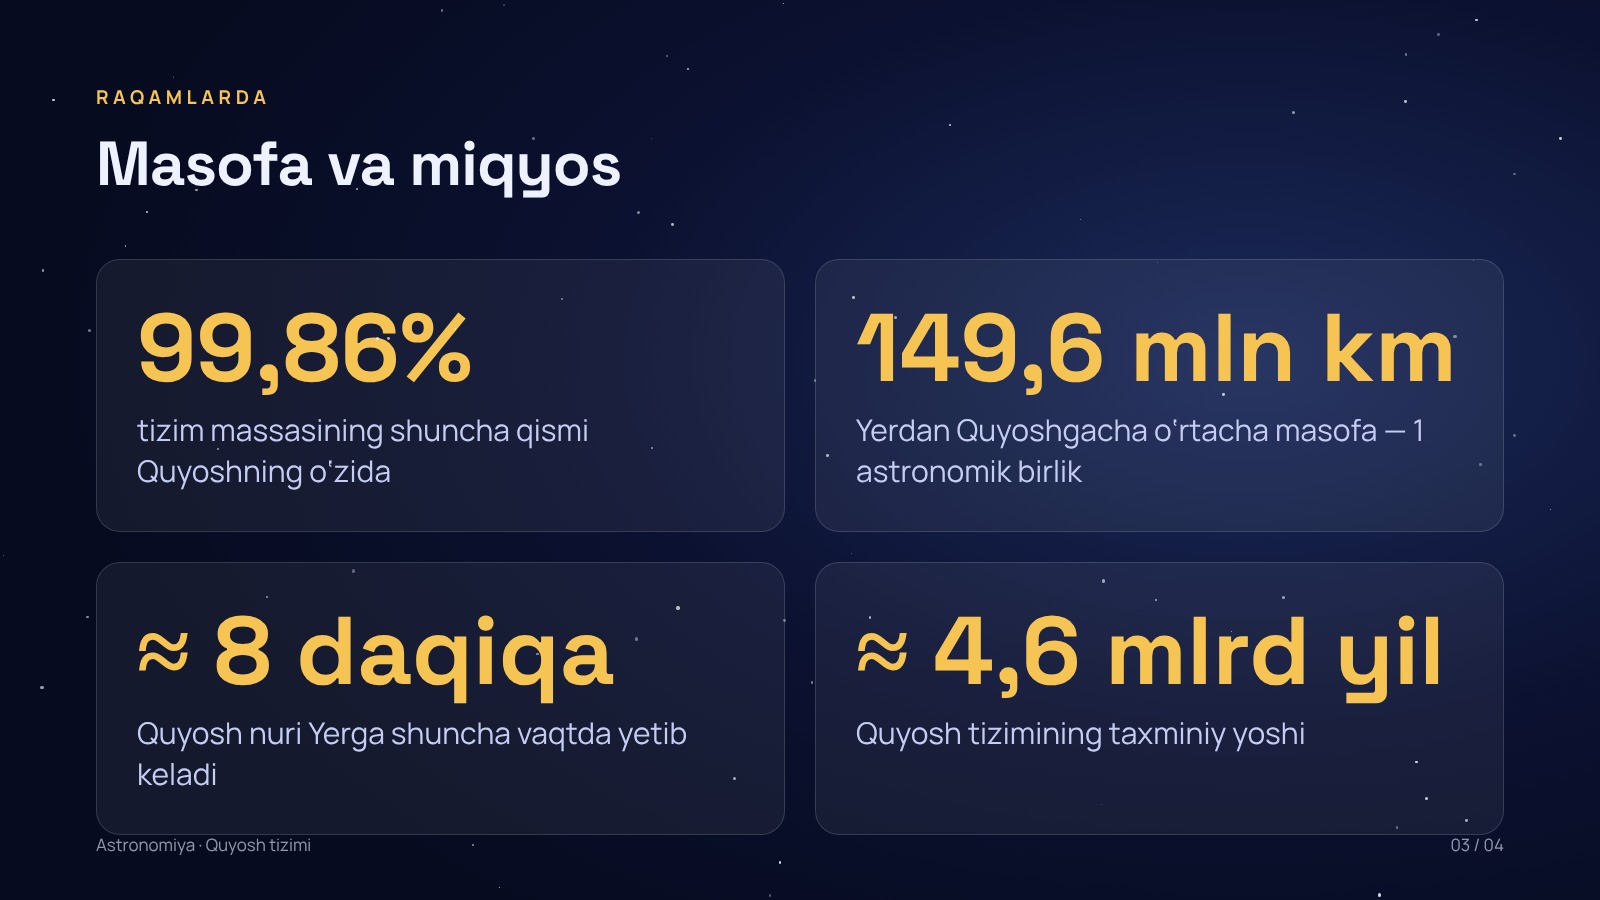 RAQAMLARDA
Masofa va miqyos
99,86%
tizim massasining shuncha qismi
Quyoshning oʻzida
149,6 mln km
Yerdan Quyoshgacha oʻrtacha masofa — 1
astronomik birlik
≈ 8 daqiqa
Quyosh nuri Yerga shuncha vaqtda yetib
keladi
≈ 4,6 mlrd yil
Quyosh tizimining taxminiy yoshi
Astronomiya · Quyosh tizimi
03 / 04